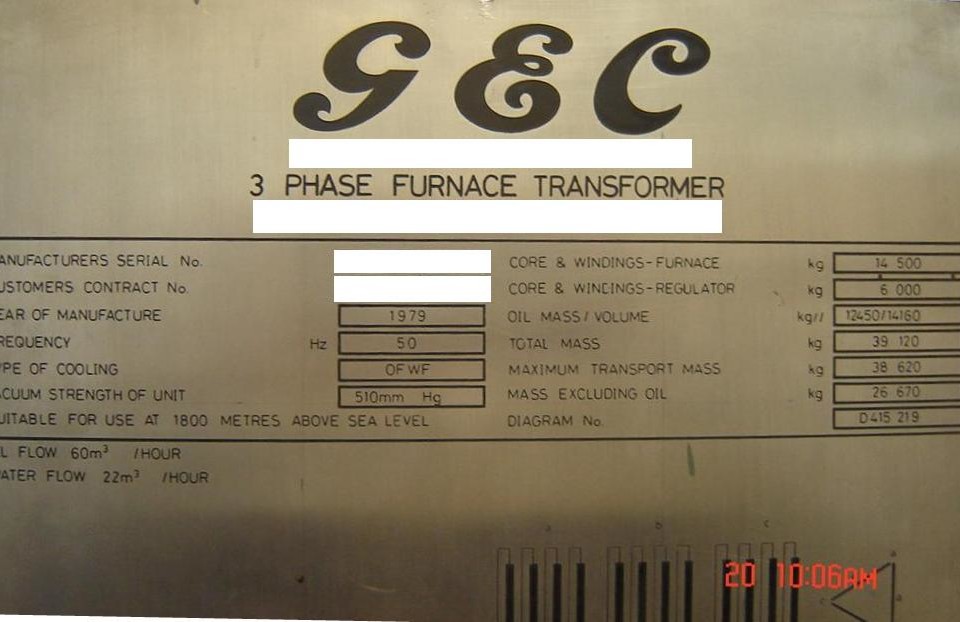 GEC
3 PHASE FURNACE TRANSFORMER
ANUFACTURERS SERIAL No.
USTOMERS CONTRACT No.
EAR OF MANUFACTURE 1979
REQUENCY Hz 50
YPE OF COOLING OFWF
ACUUM STRENGTH OF UNIT 510mm Hg
UITABLE FOR USE AT 1800 METRES ABOVE SEA LEVEL
CORE & WINDINGS-FURNACE kg 14 500
CORE & WINDINGS-REGULATOR kg 6 000
OIL MASS/VOLUME kg/l 12450/14160
TOTAL MASS kg 39 120
MAXIMUM TRANSPORT MASS kg 38 620
MASS EXCLUDING OIL kg 26 670
DIAGRAM No. D415 219
L FLOW 60m³ /HOUR
ATER FLOW 22m³ /HOUR
a b c
20 10:06AM